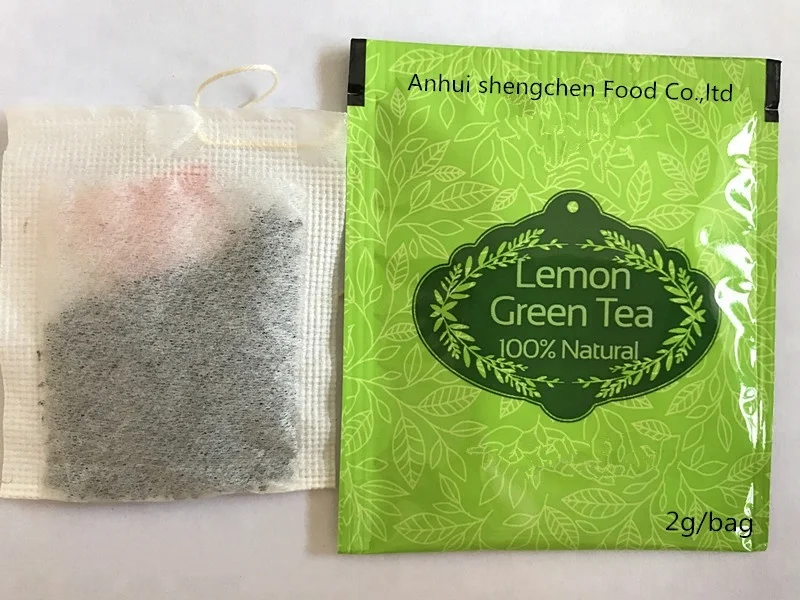 Anhui shengchen Food Co.,ltd
Lemon
Green Tea
100% Natural
2g/bag